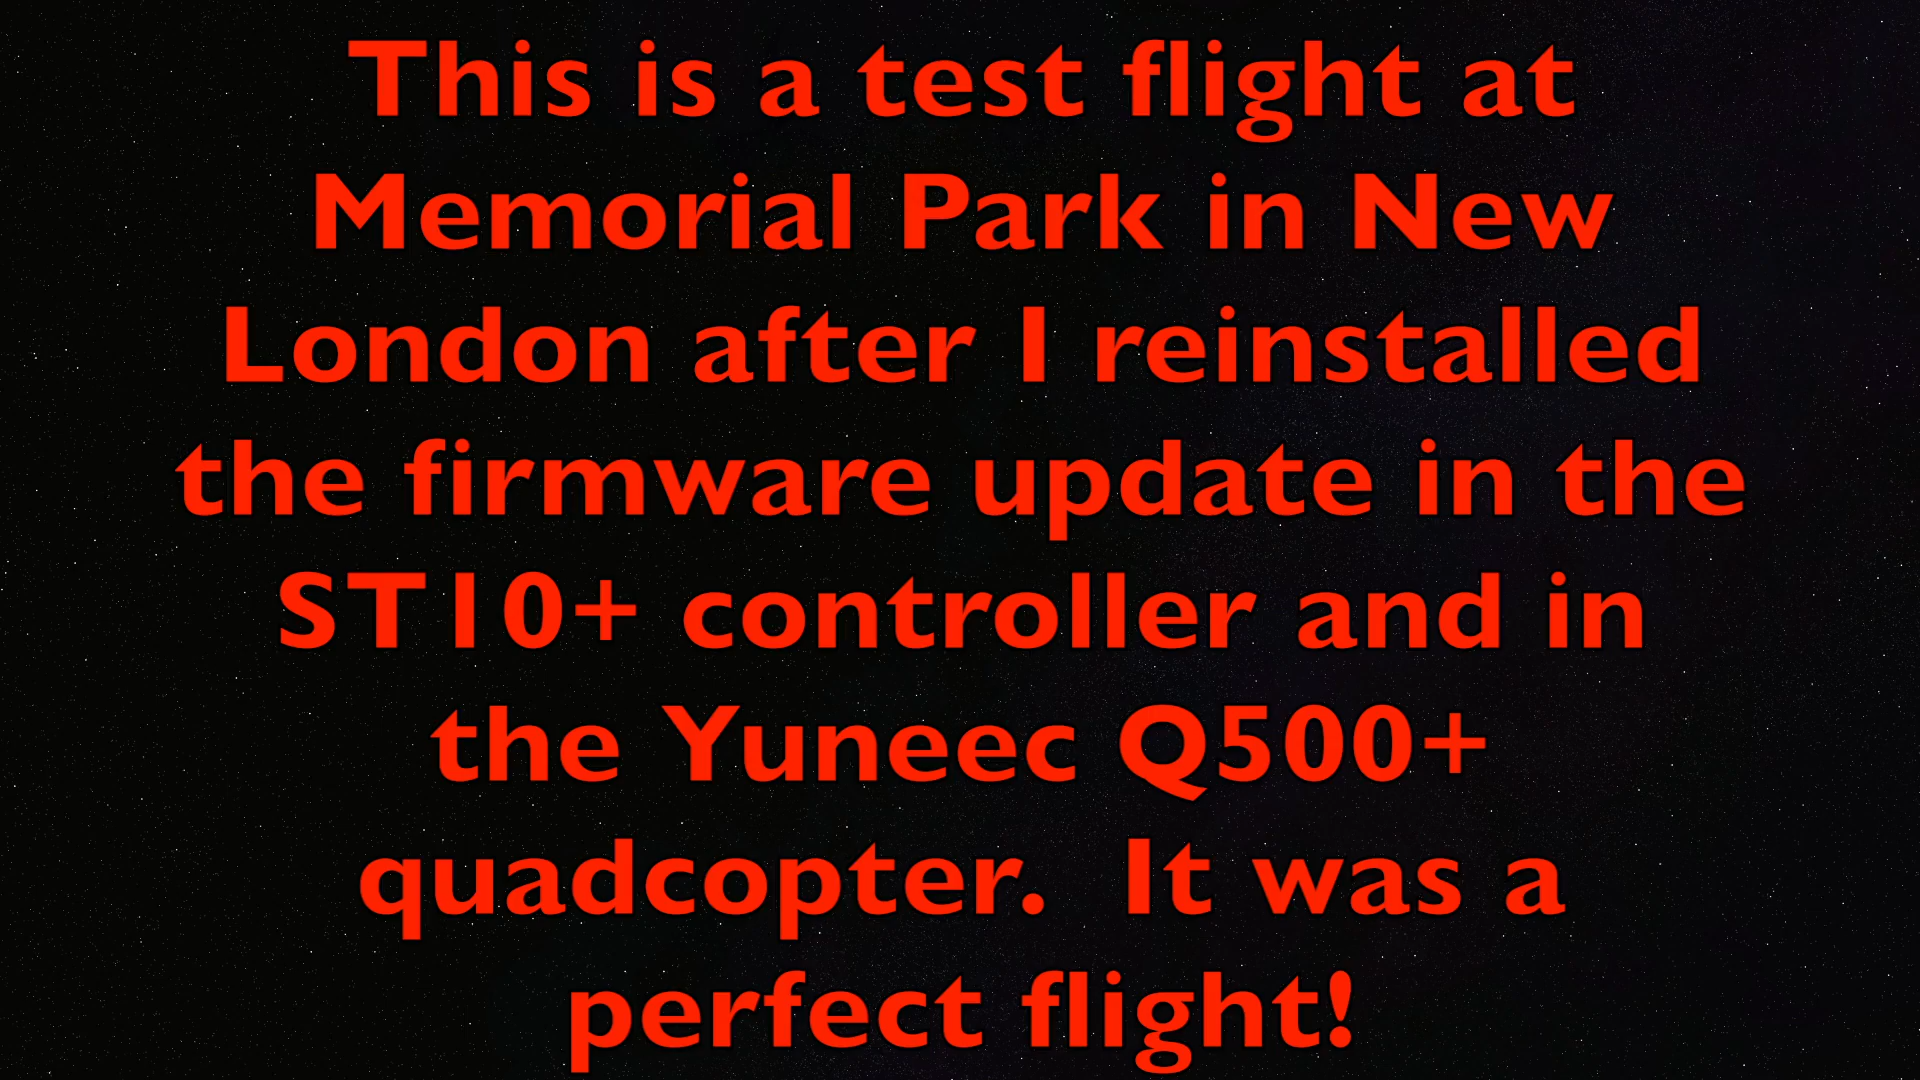 This is a test flight at
Memorial Park in New
London after I reinstalled
the firmware update in the
ST10+ controller and in
the Yuneec Q500+
quadcopter.  It was a
perfect flight!